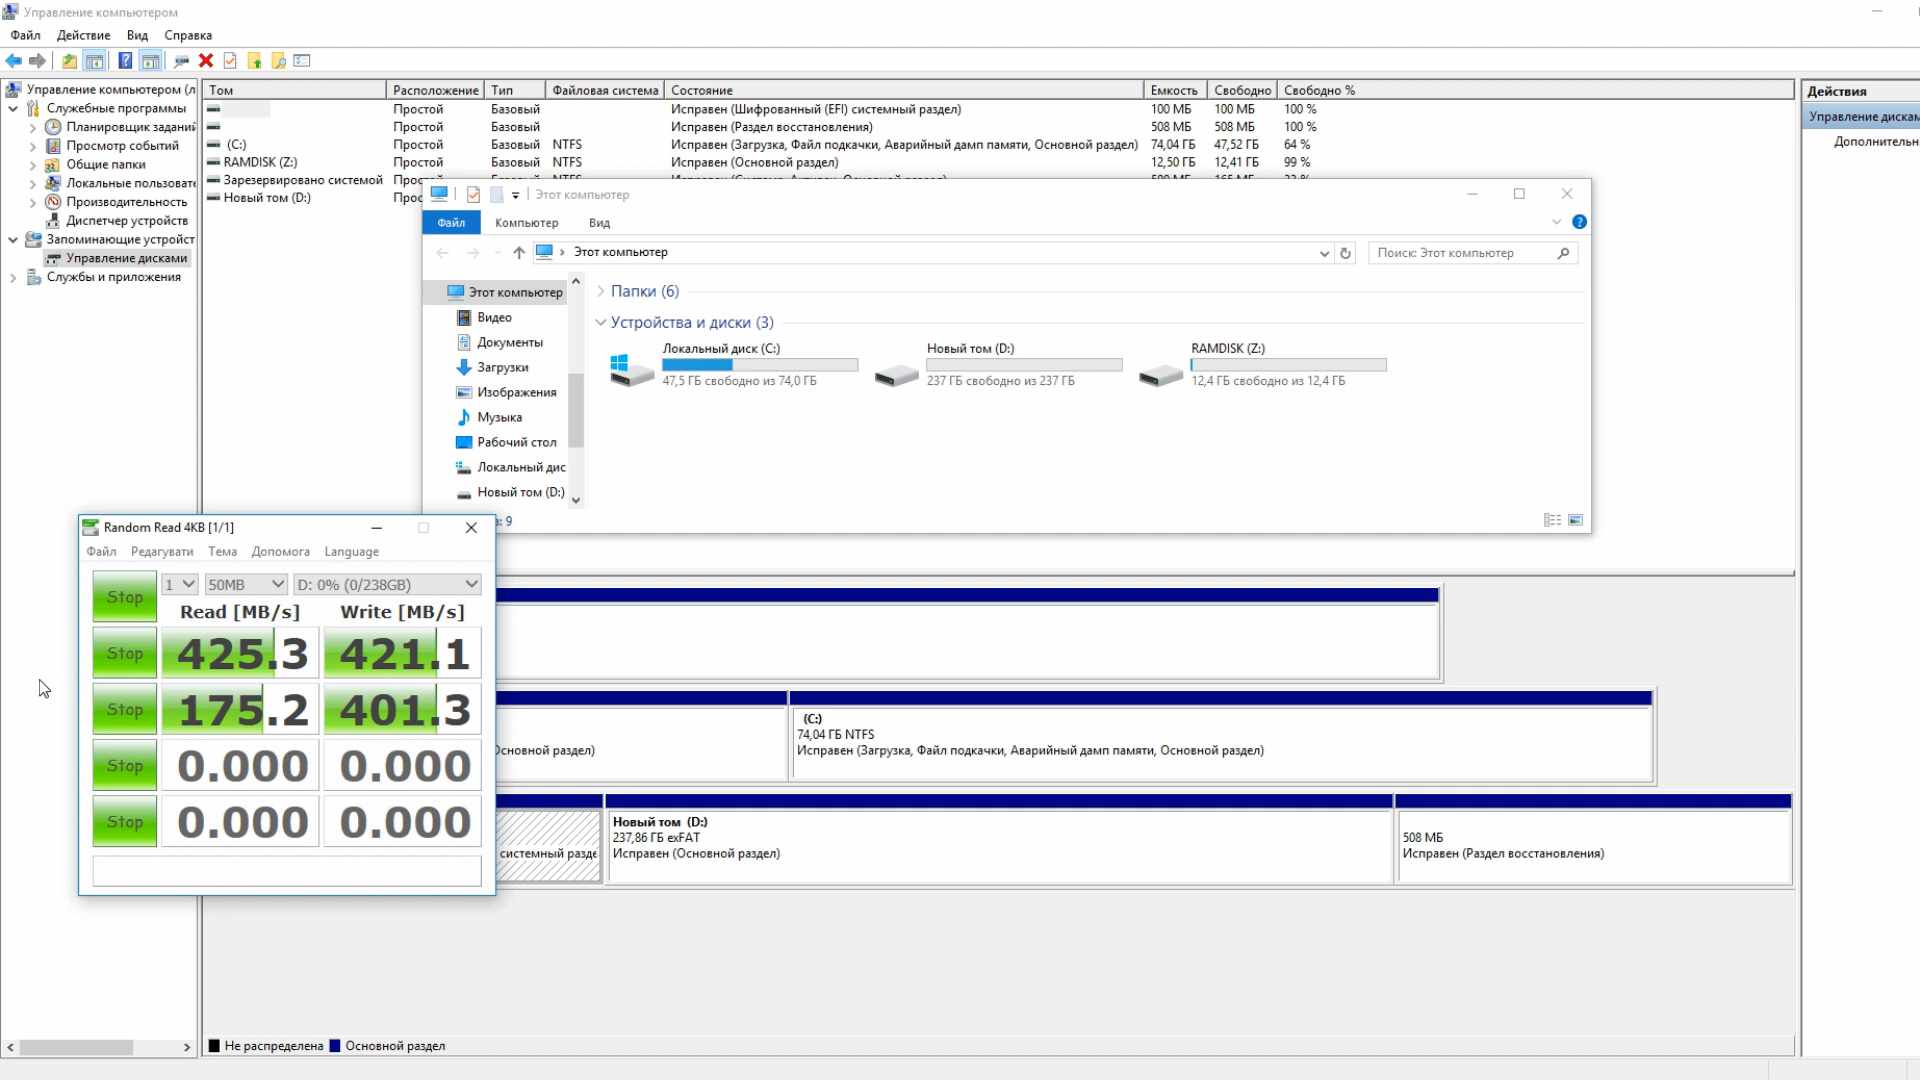 Управление компьютером
Файл Действие Вид Справка
Управление компьютером (л
Служебные программы
Планировщик заданий
Просмотр событий
Общие папки
Локальные пользоват
Производительность
Диспетчер устройств
Запоминающие устройст
Управление дисками
Службы и приложения
Том Расположение Тип Файловая система Состояние Емкость Свободно Свободно %
Простой Базовый Исправен (Шифрованный (EFI) системный раздел) 100 МБ 100 МБ 100 %
Простой Базовый Исправен (Раздел восстановления) 508 МБ 508 МБ 100 %
(C:) Простой Базовый NTFS Исправен (Загрузка, Файл подкачки, Аварийный дамп памяти, Основной раздел) 74,04 ГБ 47,52 ГБ 64 %
RAMDISK (Z:) Простой Базовый NTFS Исправен (Основной раздел) 12,50 ГБ 12,41 ГБ 99 %
Зарезервировано системой
Новый том (D:)
Действия
Управление дискам
Дополнительн
Этот компьютер
Файл Компьютер Вид
Этот компьютер
Поиск: Этот компьютер
Этот компьютер
Видео
Документы
Загрузки
Изображения
Музыка
Рабочий стол
Локальный дис
Новый том (D:)
: 9
Папки (6)
Устройства и диски (3)
Локальный диск (C:)
47,5 ГБ свободно из 74,0 ГБ
Новый том (D:)
237 ГБ свободно из 237 ГБ
RAMDISK (Z:)
12,4 ГБ свободно из 12,4 ГБ
Random Read 4KB [1/1]
Файл Редагувати Тема Допомога Language
Stop 1 50MB D: 0% (0/238GB)
Read [MB/s] Write [MB/s]
Stop 425.3 421.1
Stop 175.2 401.3
Stop 0.000 0.000
Stop 0.000 0.000
Основной раздел)
(C:)
74,04 ГБ NTFS
Исправен (Загрузка, Файл подкачки, Аварийный дамп памяти, Основной раздел)
системный разде
Новый том (D:)
237,86 ГБ exFAT
Исправен (Основной раздел)
508 МБ
Исправен (Раздел восстановления)
Не распределена Основной раздел